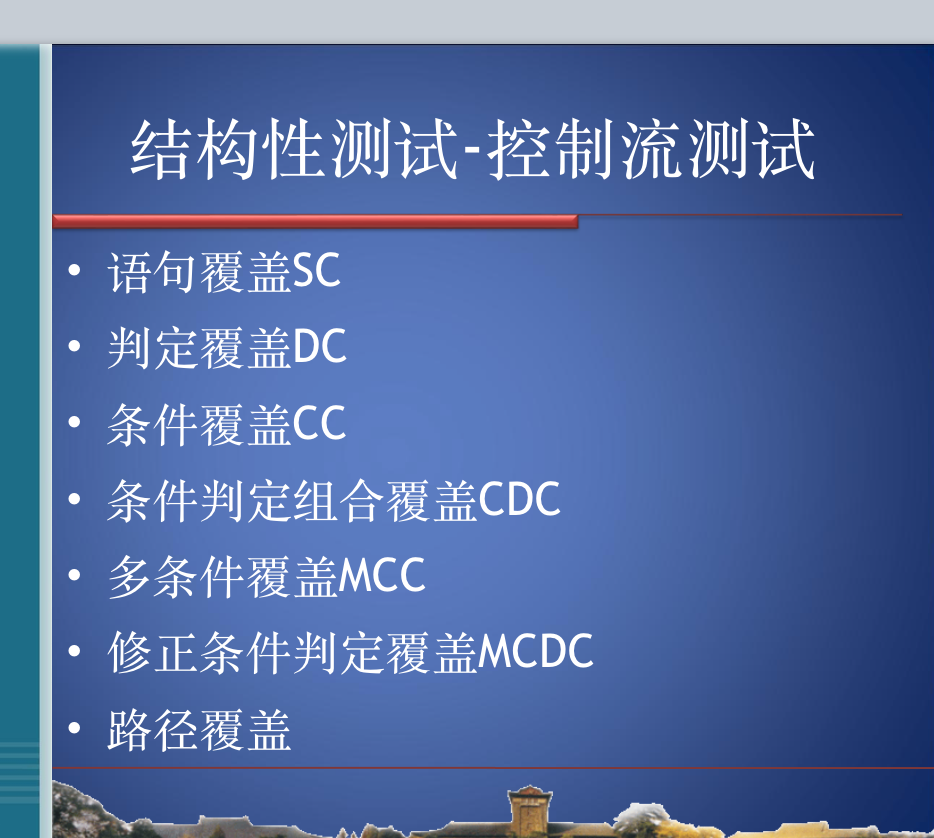 结构性测试-控制流测试
• 语句覆盖SC
• 判定覆盖DC
• 条件覆盖CC
• 条件判定组合覆盖CDC
• 多条件覆盖MCC
• 修正条件判定覆盖MCDC
• 路径覆盖